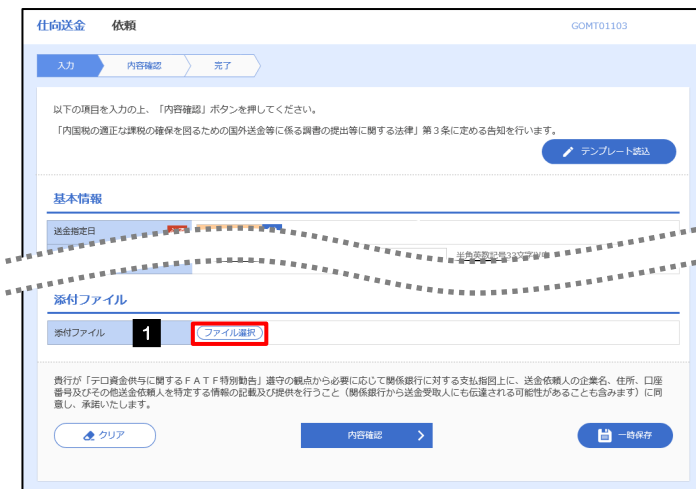 仕向送金 依頼 GOMT01103
入力 内容確認 完了
以下の項目を入力の上、「内容確認」ボタンを押してください。
「内国税の適正な課税の確保を図るための国外送金等に係る調書の提出等に関する法律」第3条に定める告知を行います。
テンプレート読込
基本情報
送金指定日
半角英数記号33文字以内
添付ファイル
添付ファイル 1 ファイル選択
貴行が「テロ資金供与に関するFATF特別勧告」遵守の観点から必要に応じて関係銀行に対する支払指図上に、送金依頼人の企業名、住所、口座
番号及びその他送金依頼人を特定する情報の記載及び提供を行うこと（関係銀行から送金受取人にも伝達される可能性があることも含みます）に同
意し、承諾いたします。
クリア 内容確認 一時保存